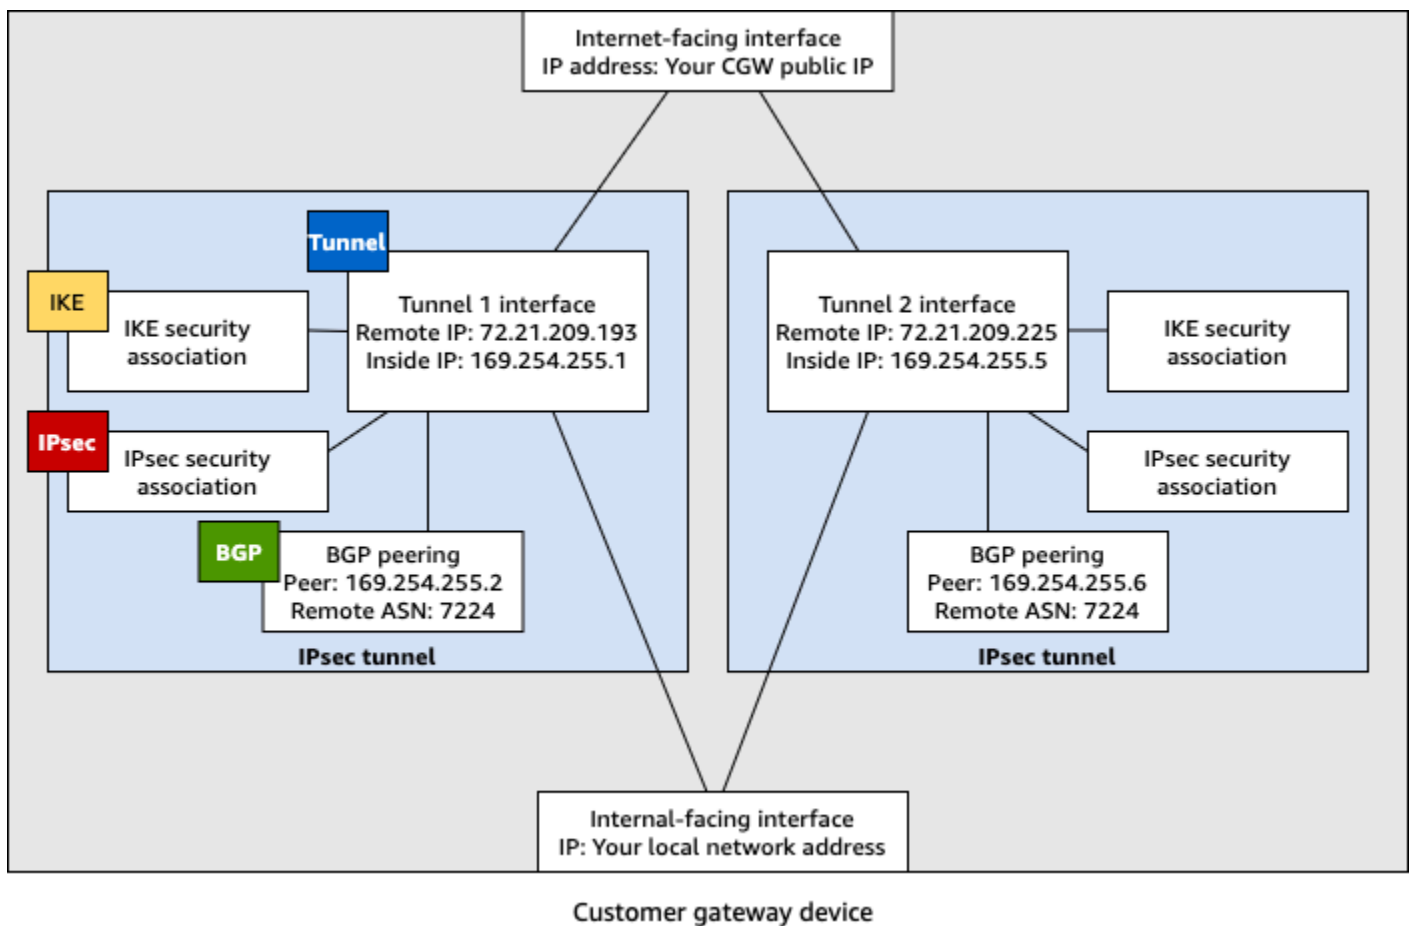 Internet-facing interface
IP address: Your CGW public IP
Tunnel
Tunnel 1 interface
Remote IP: 72.21.209.193
Inside IP: 169.254.255.1
IKE
IKE security
association
IPsec
IPsec security
association
BGP
BGP peering
Peer: 169.254.255.2
Remote ASN: 7224
IPsec tunnel
Tunnel 2 interface
Remote IP: 72.21.209.225
Inside IP: 169.254.255.5
IKE security
association
IPsec security
association
BGP peering
Peer: 169.254.255.6
Remote ASN: 7224
IPsec tunnel
Internal-facing interface
IP: Your local network address
Customer gateway device